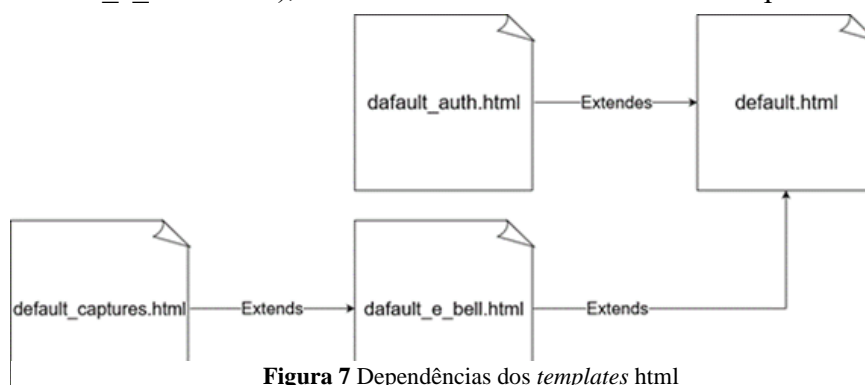 dafault_auth.html
Extendes
default.html
default_captures.html
Extends
dafault_e_bell.html
Extends
Figura 7 Dependências dos templates html